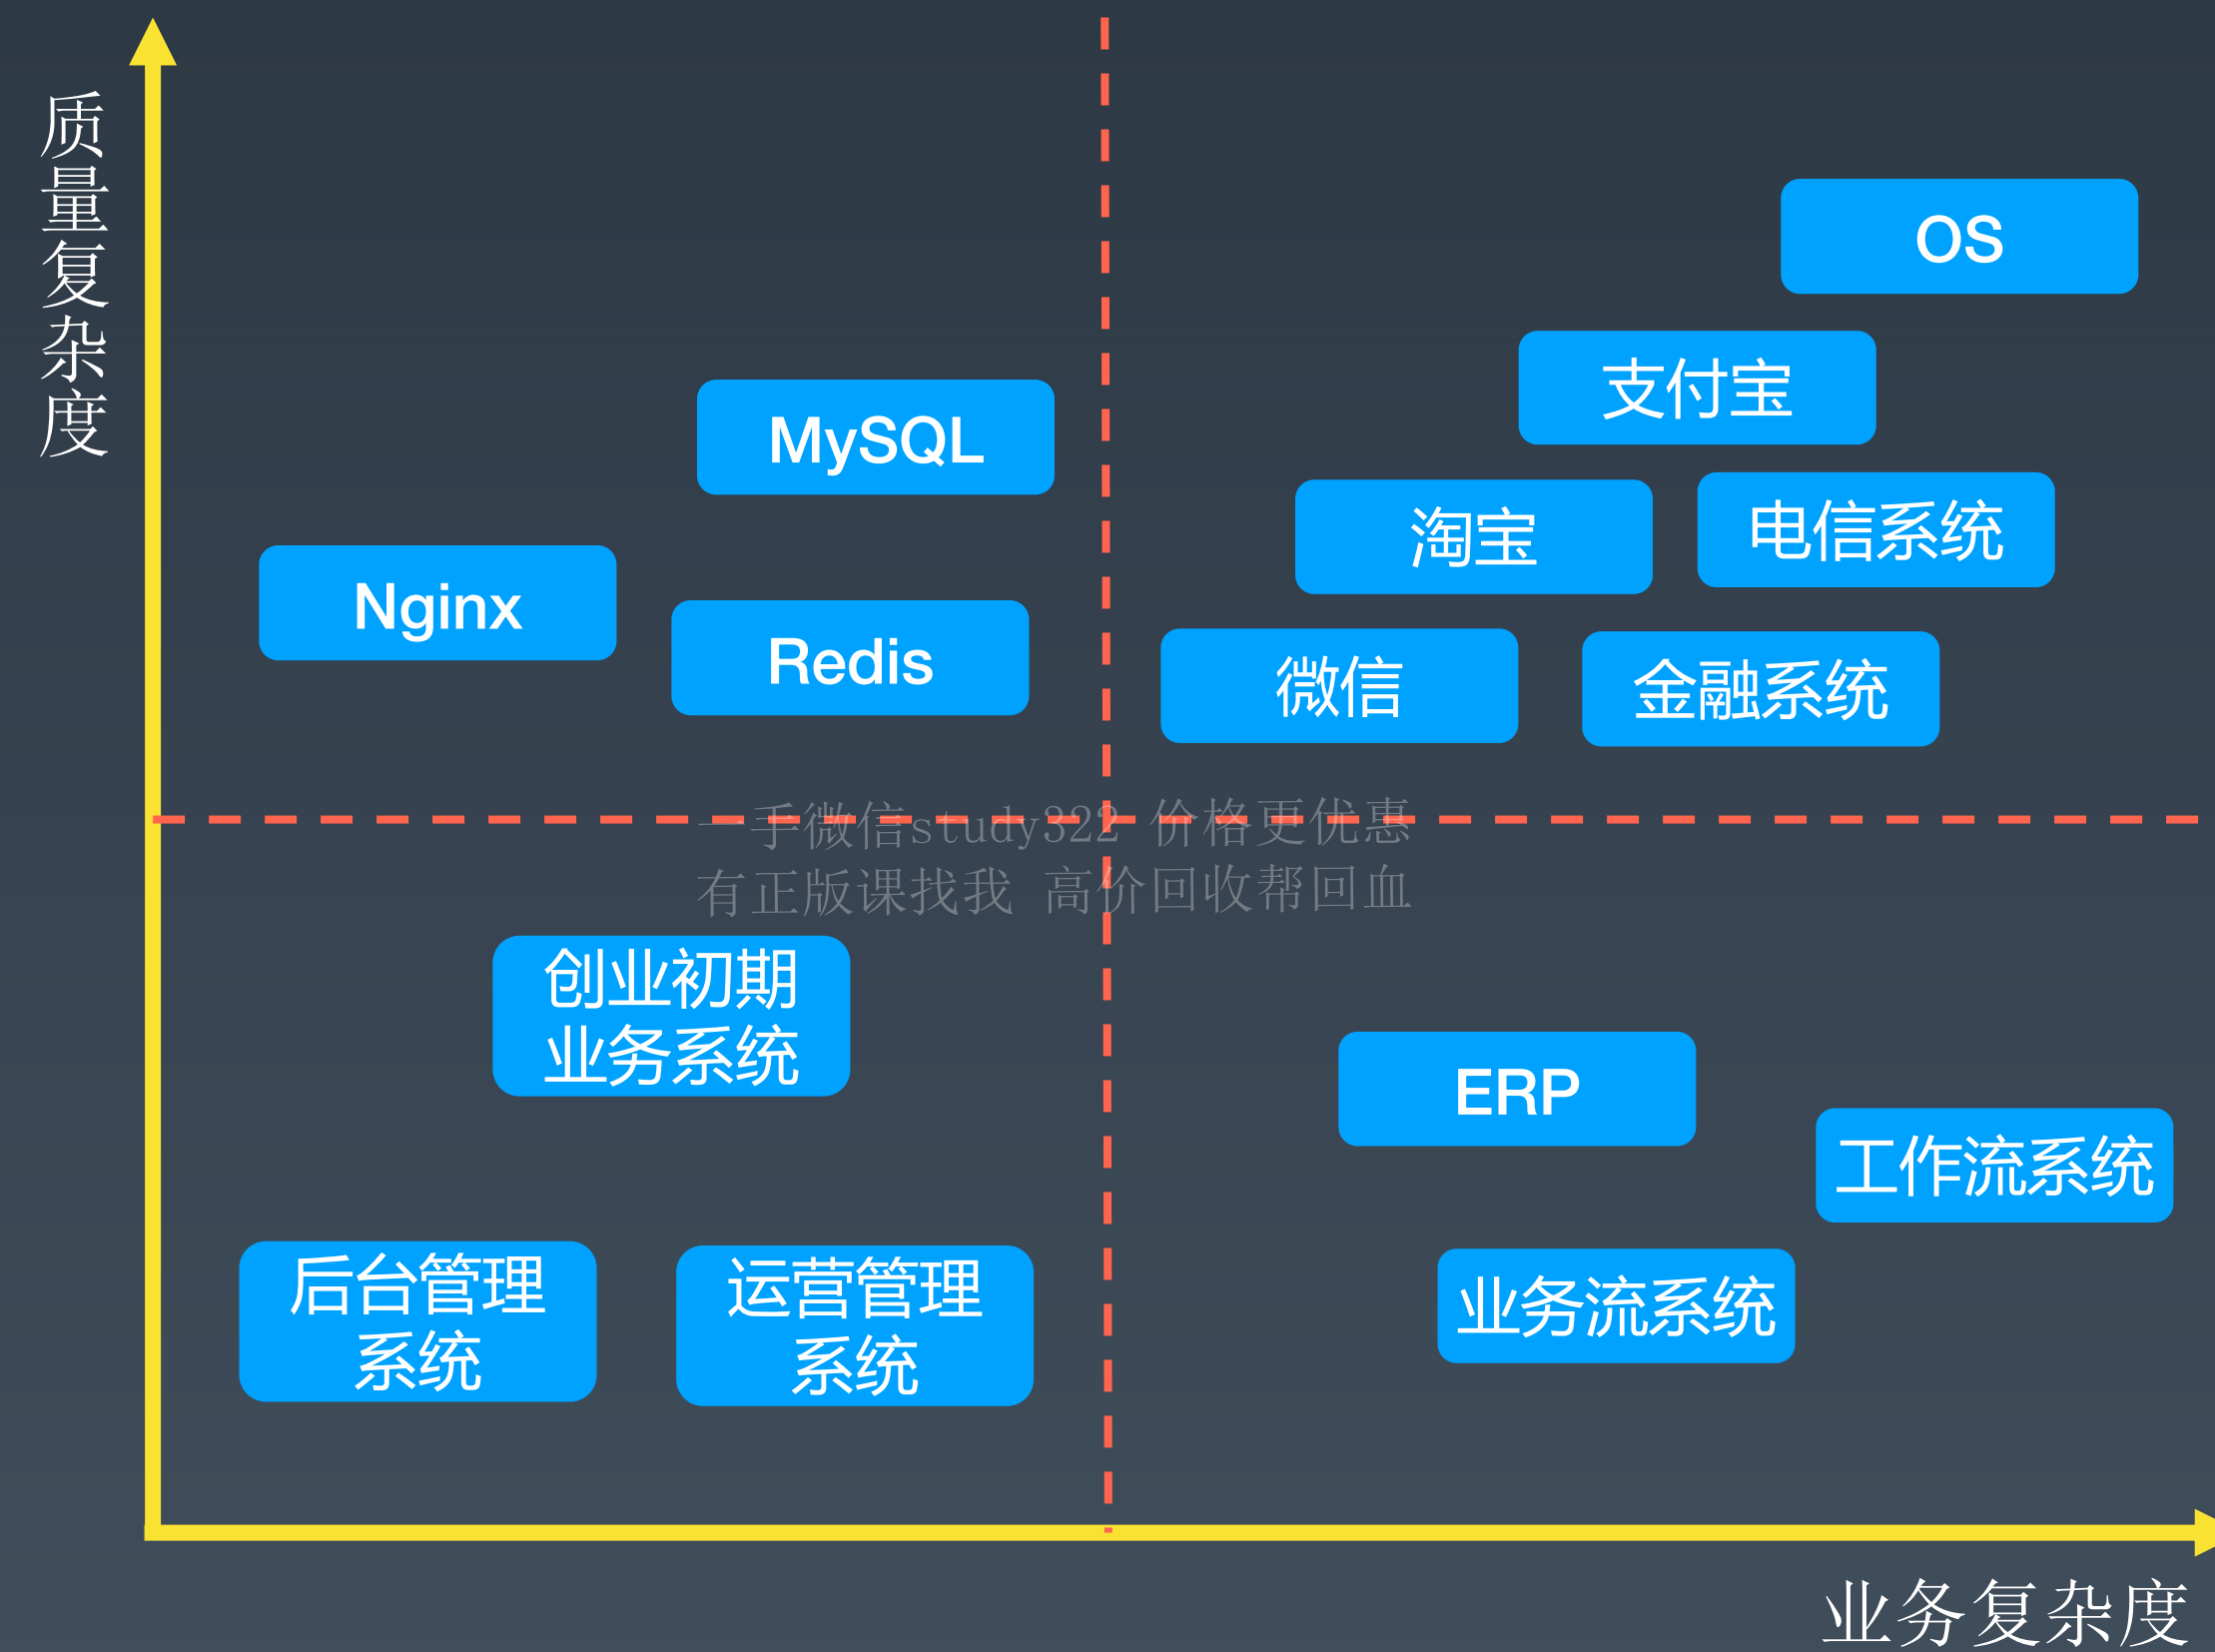 质量复杂度
OS
支付宝
MySQL
淘宝
电信系统
Nginx
Redis
微信
金融系统
一手微信study322 价格更优惠
有正版课找我 高价回收帮回血
创业初期
业务系统
ERP
工作流系统
后台管理
系统
运营管理
系统
业务流系统
业务复杂度